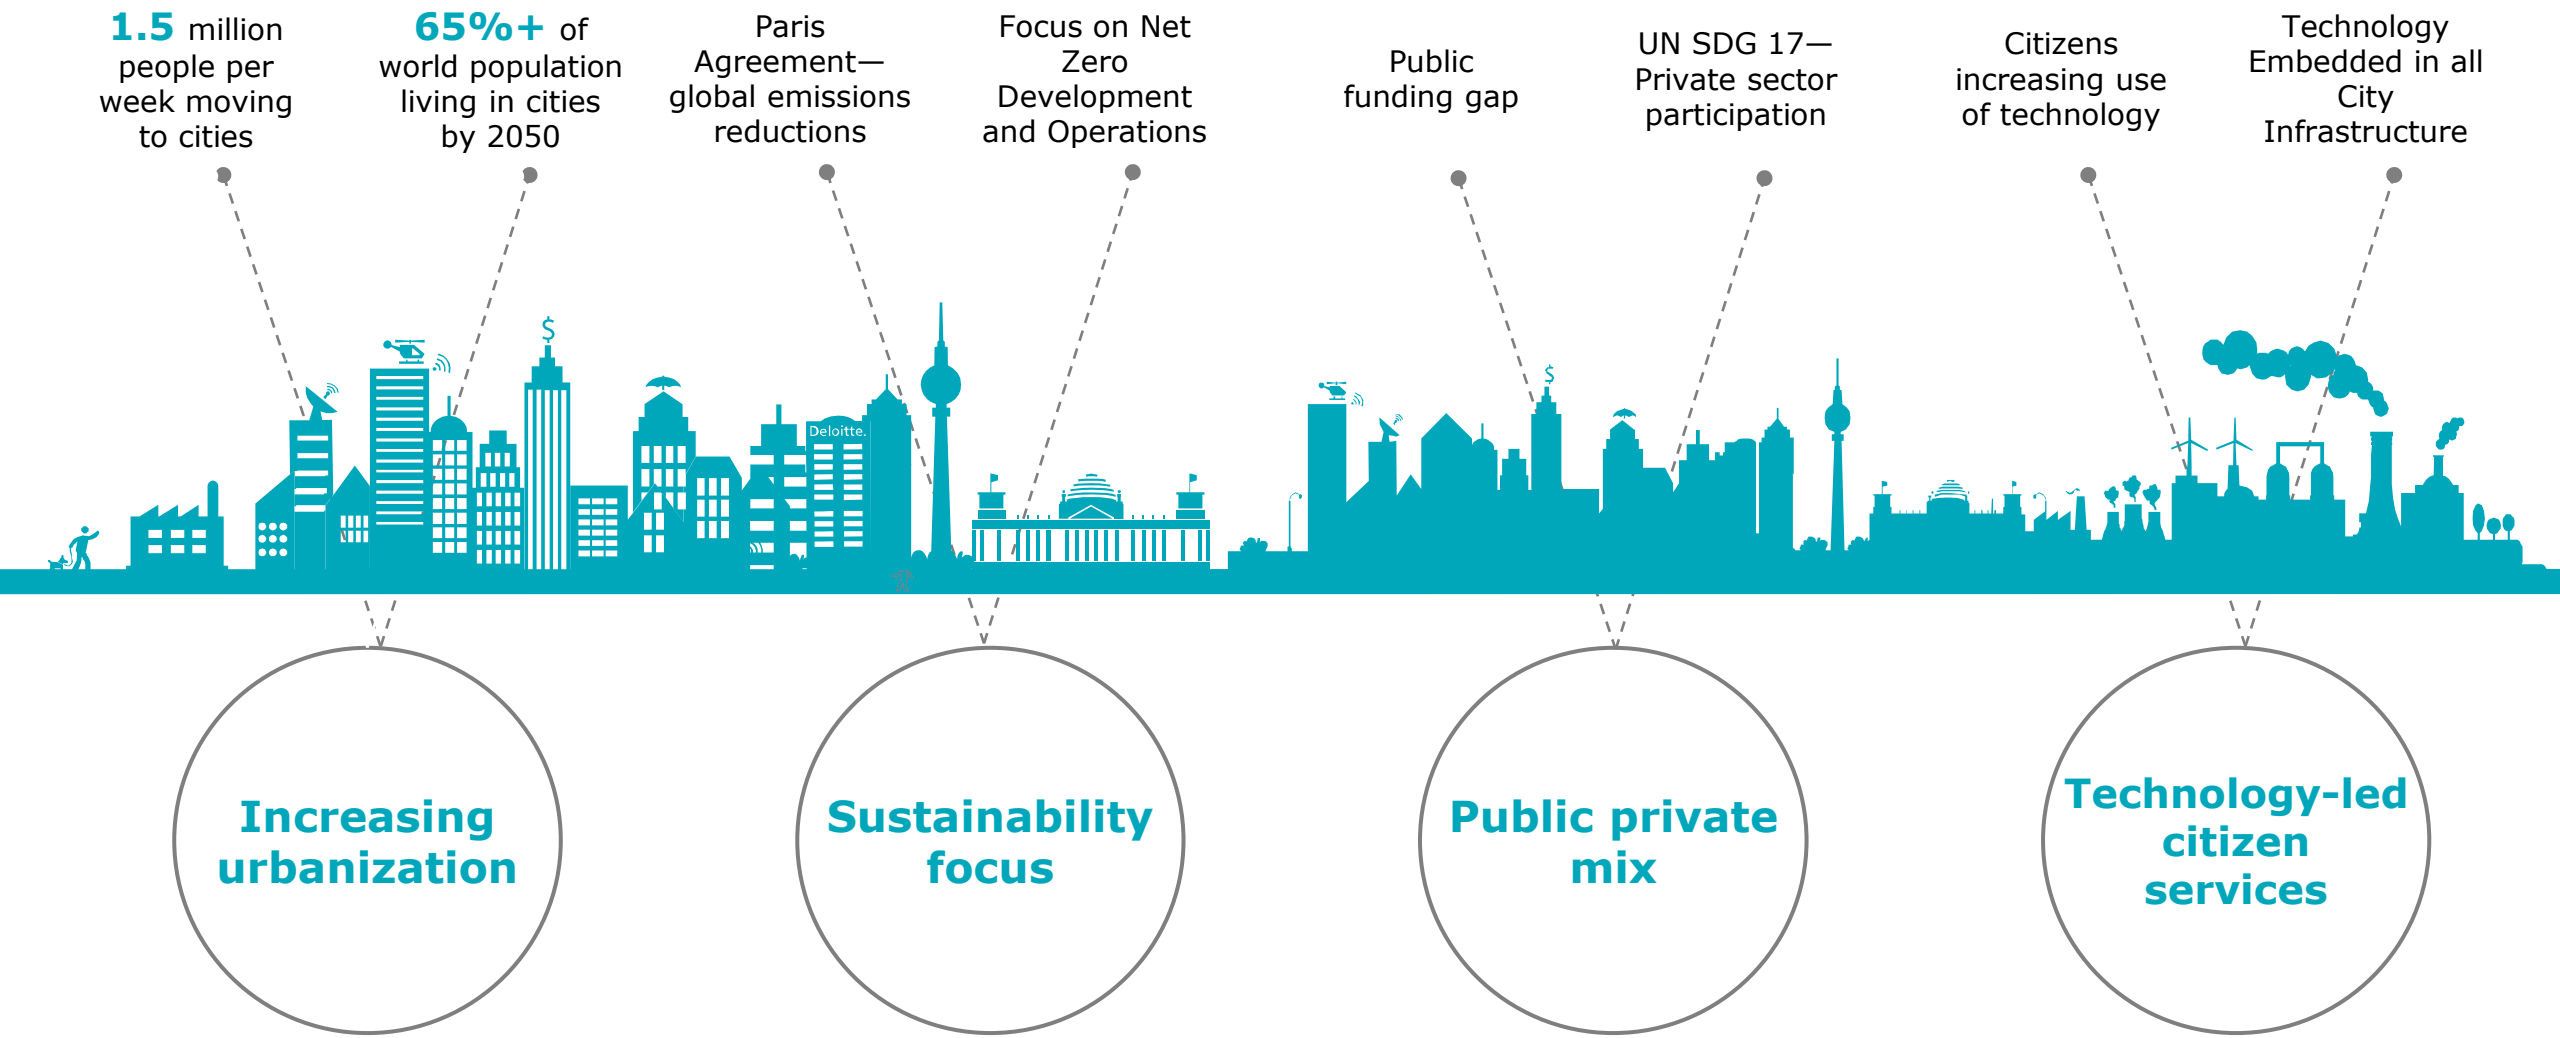 1.5 million
people per
week moving
to cities
65%+ of
world population
living in cities
by 2050
Paris
Agreement—
global emissions
reductions
Focus on Net
Zero
Development
and Operations
Public
funding gap
UN SDG 17—
Private sector
participation
Citizens
increasing use
of technology
Technology
Embedded in all
City
Infrastructure
$
Deloitte.
$
Increasing
urbanization
Sustainability
focus
Public private
mix
Technology-led
citizen
services